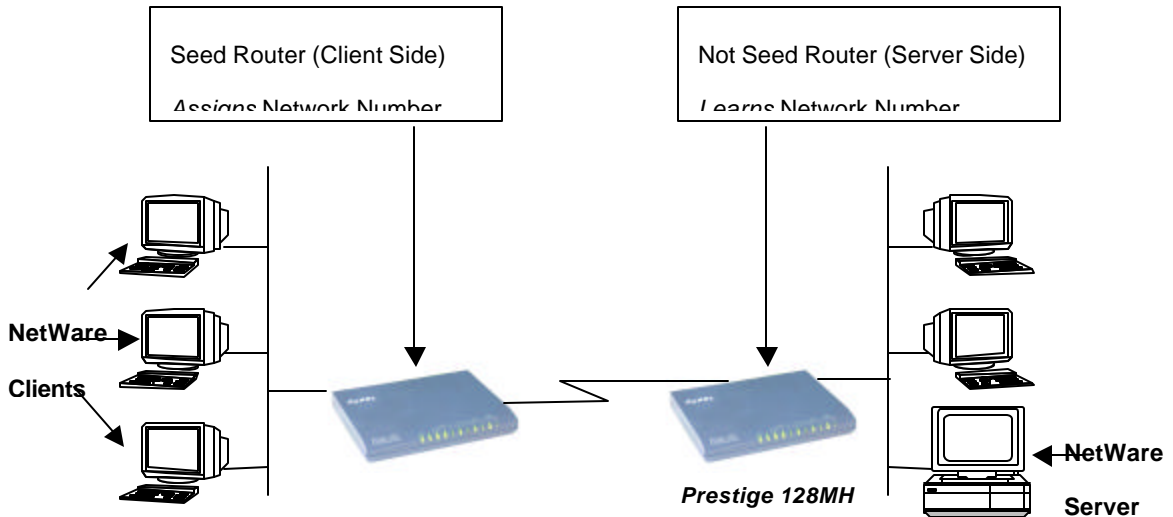 Seed Router (Client Side)
Assigns Network Number
Not Seed Router (Server Side)
Learns Network Number
NetWare
Clients
NetWare
Server
Prestige 128MH